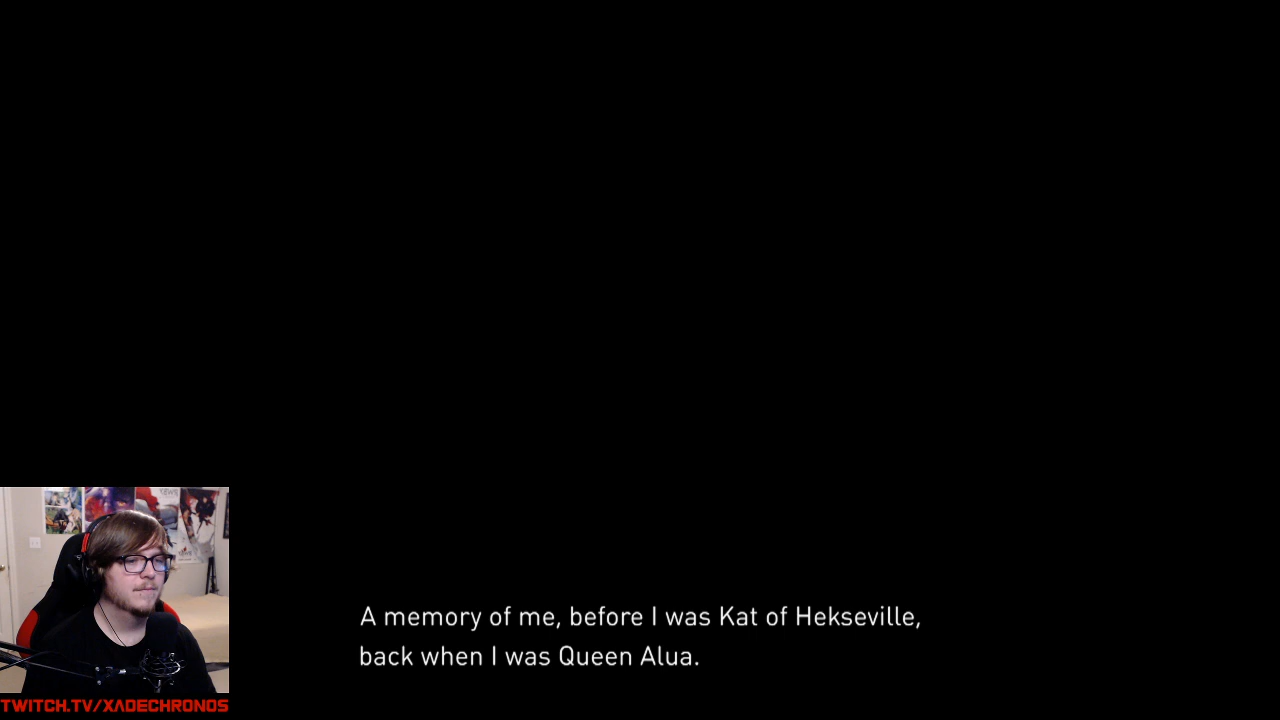 A memory of me, before I was Kat of Hekseville,
back when I was Queen Alua.
TWITCH.TV/XADECHRONOS